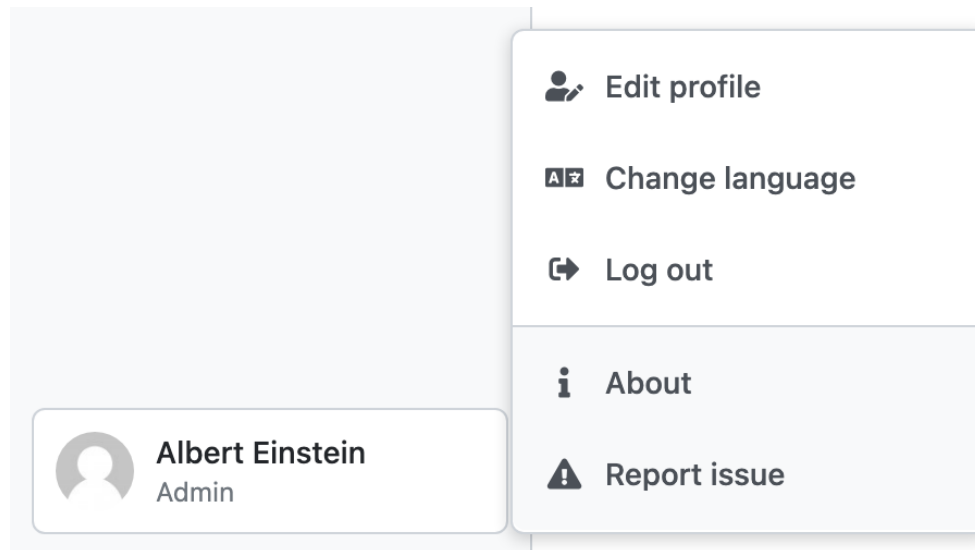 Edit profile
Change language
Log out
About
Report issue
Albert Einstein
Admin